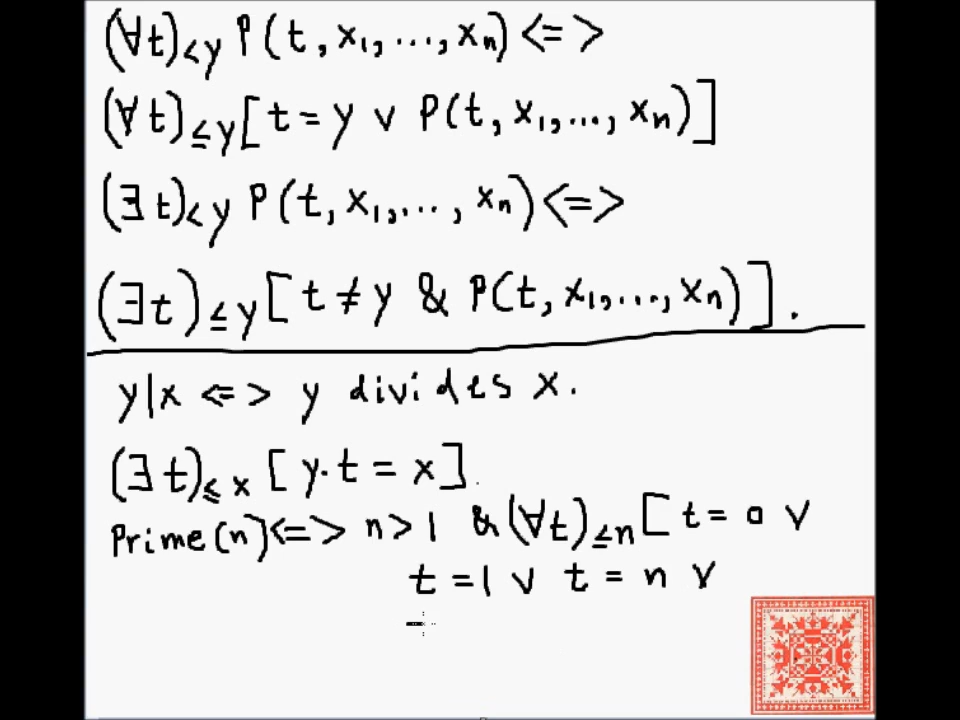 (∀t)<y P(t, x1, ..., xn) <=>
(∀t)≤y [t = y ∨ P(t, x1, ..., xn)]
(∃t)<y P(t, x1, ..., xn) <=>
(∃t)≤y [t ≠ y & P(t, x1, ..., xn)].
y|x <=> y divides x.
(∃t)≤x [y·t = x].
Prime(n) <=> n > 1 & (∀t)≤n [t = 0 ∨
t = 1 ∨ t = n ∨